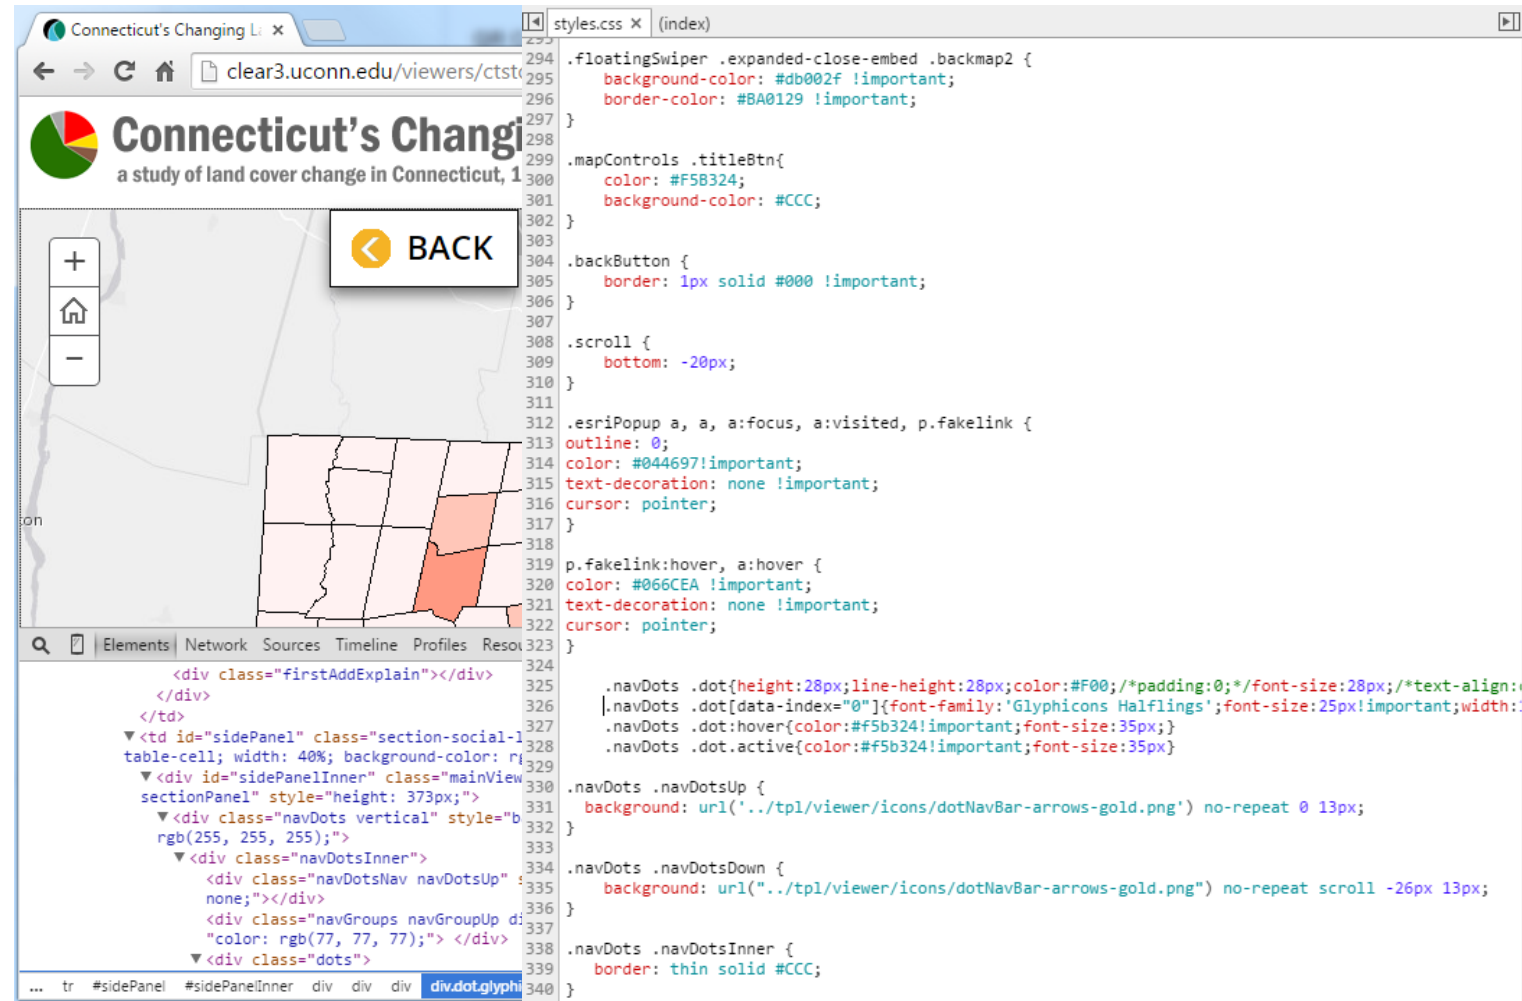 Connecticut's Changing L
clear3.uconn.edu/viewers/ctst
Connecticut's Changi
a study of land cover change in Connecticut, 1
BACK
+
−
on
Elements Network Sources Timeline Profiles Resou
<div class="firstAddExplain"></div>
</div>
</td>
▼<td id="sidePanel" class="section-social-l
table-cell; width: 40%; background-color: r
▼<div id="sidePanelInner" class="mainView
sectionPanel" style="height: 373px;">
▼<div class="navDots vertical" style="b
rgb(255, 255, 255);">
▼<div class="navDotsInner">
<div class="navDotsNav navDotsUp" s
none;"></div>
<div class="navGroups navGroupUp di
"color: rgb(77, 77, 77);"> </div>
▼<div class="dots">
... tr #sidePanel #sidePanelInner div div div div.dot.glyphi
styles.css × (index)
293
294 .floatingSwiper .expanded-close-embed .backmap2 {
295 background-color: #db002f !important;
296 border-color: #BA0129 !important;
297 }
298
299 .mapControls .titleBtn{
300 color: #F5B324;
301 background-color: #CCC;
302 }
303
304 .backButton {
305 border: 1px solid #000 !important;
306 }
307
308 .scroll {
309 bottom: -20px;
310 }
311
312 .esriPopup a, a, a:focus, a:visited, p.fakelink {
313 outline: 0;
314 color: #044697!important;
315 text-decoration: none !important;
316 cursor: pointer;
317 }
318
319 p.fakelink:hover, a:hover {
320 color: #066CEA !important;
321 text-decoration: none !important;
322 cursor: pointer;
323 }
324
325 .navDots .dot{height:28px;line-height:28px;color:#F00;/*padding:0;*/font-size:28px;/*text-align:
326 .navDots .dot[data-index="0"]{font-family:'Glyphicons Halflings';font-size:25px!important;width:
327 .navDots .dot:hover{color:#f5b324!important;font-size:35px;}
328 .navDots .dot.active{color:#f5b324!important;font-size:35px}
329
330 .navDots .navDotsUp {
331 background: url('../tpl/viewer/icons/dotNavBar-arrows-gold.png') no-repeat 0 13px;
332 }
333
334 .navDots .navDotsDown {
335 background: url("../tpl/viewer/icons/dotNavBar-arrows-gold.png") no-repeat scroll -26px 13px;
336 }
337
338 .navDots .navDotsInner {
339 border: thin solid #CCC;
340 }